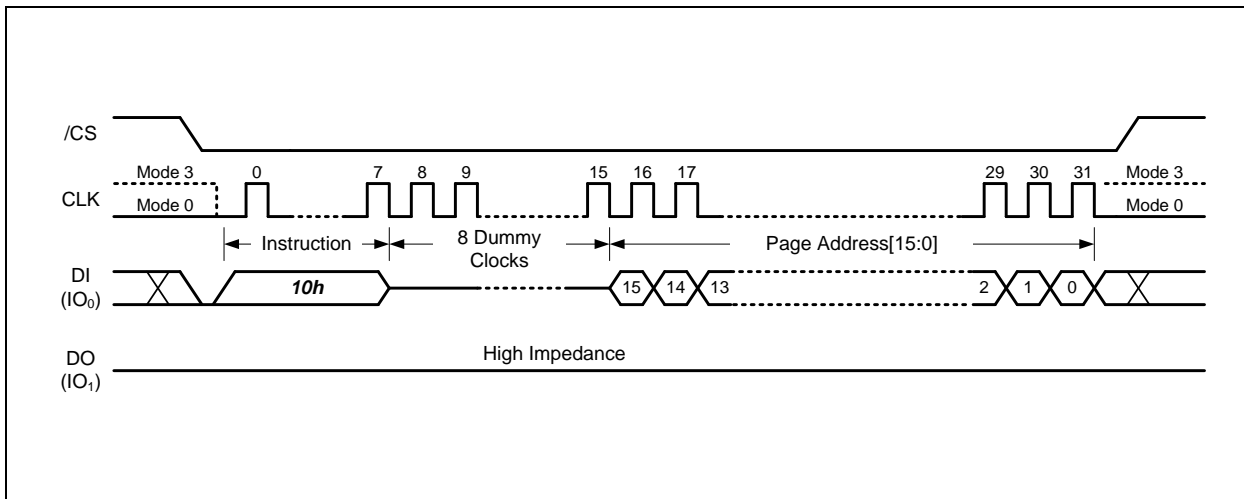 /CS
Mode 3 0 7 8 9 15 16 17 29 30 31 Mode 3
CLK
Mode 0 Mode 0
Instruction 8 Dummy Clocks Page Address[15:0]
DI (IO₀) 10h 15 14 13 2 1 0
DO (IO₁) High Impedance